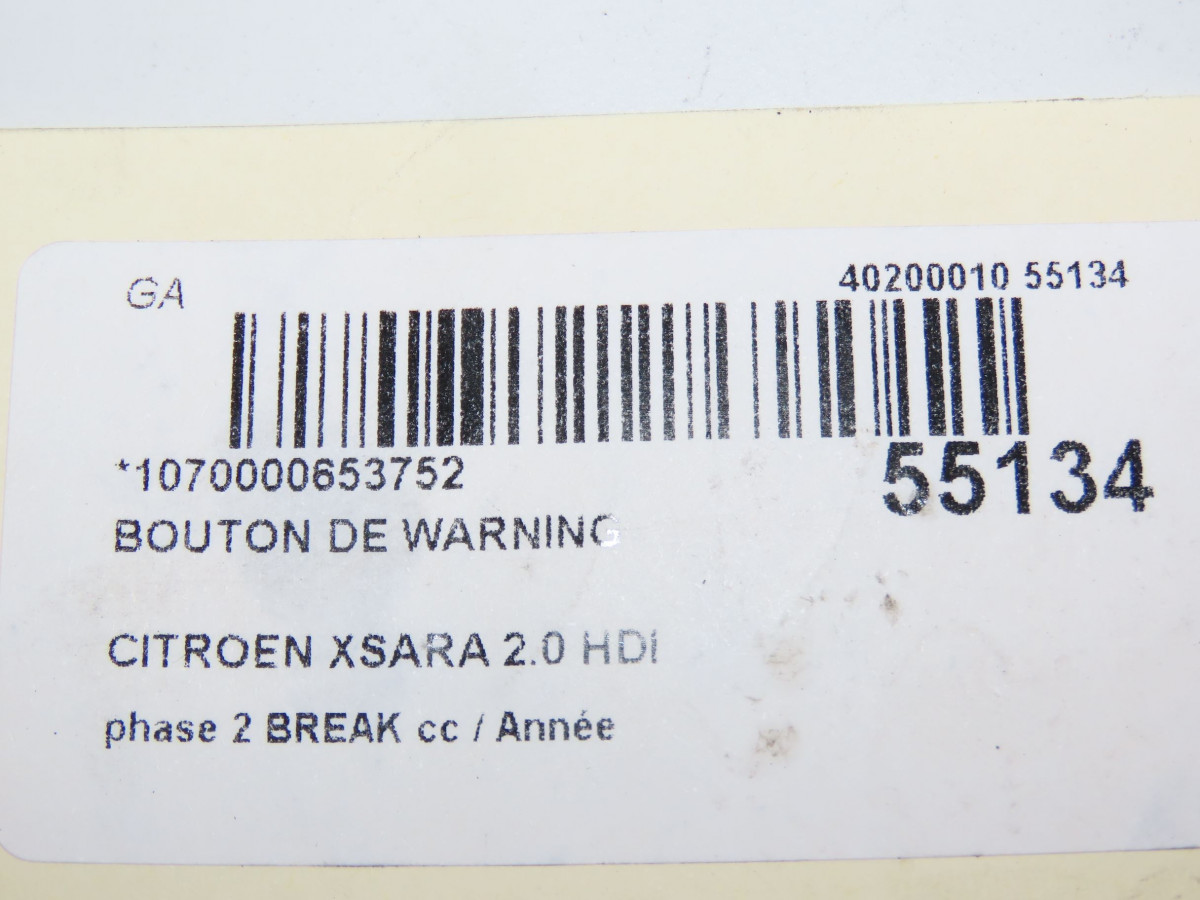 GA
40200010 55134
*1070000653752
55134
BOUTON DE WARNING
CITROEN XSARA 2.0 HDI
phase 2 BREAK cc / Année